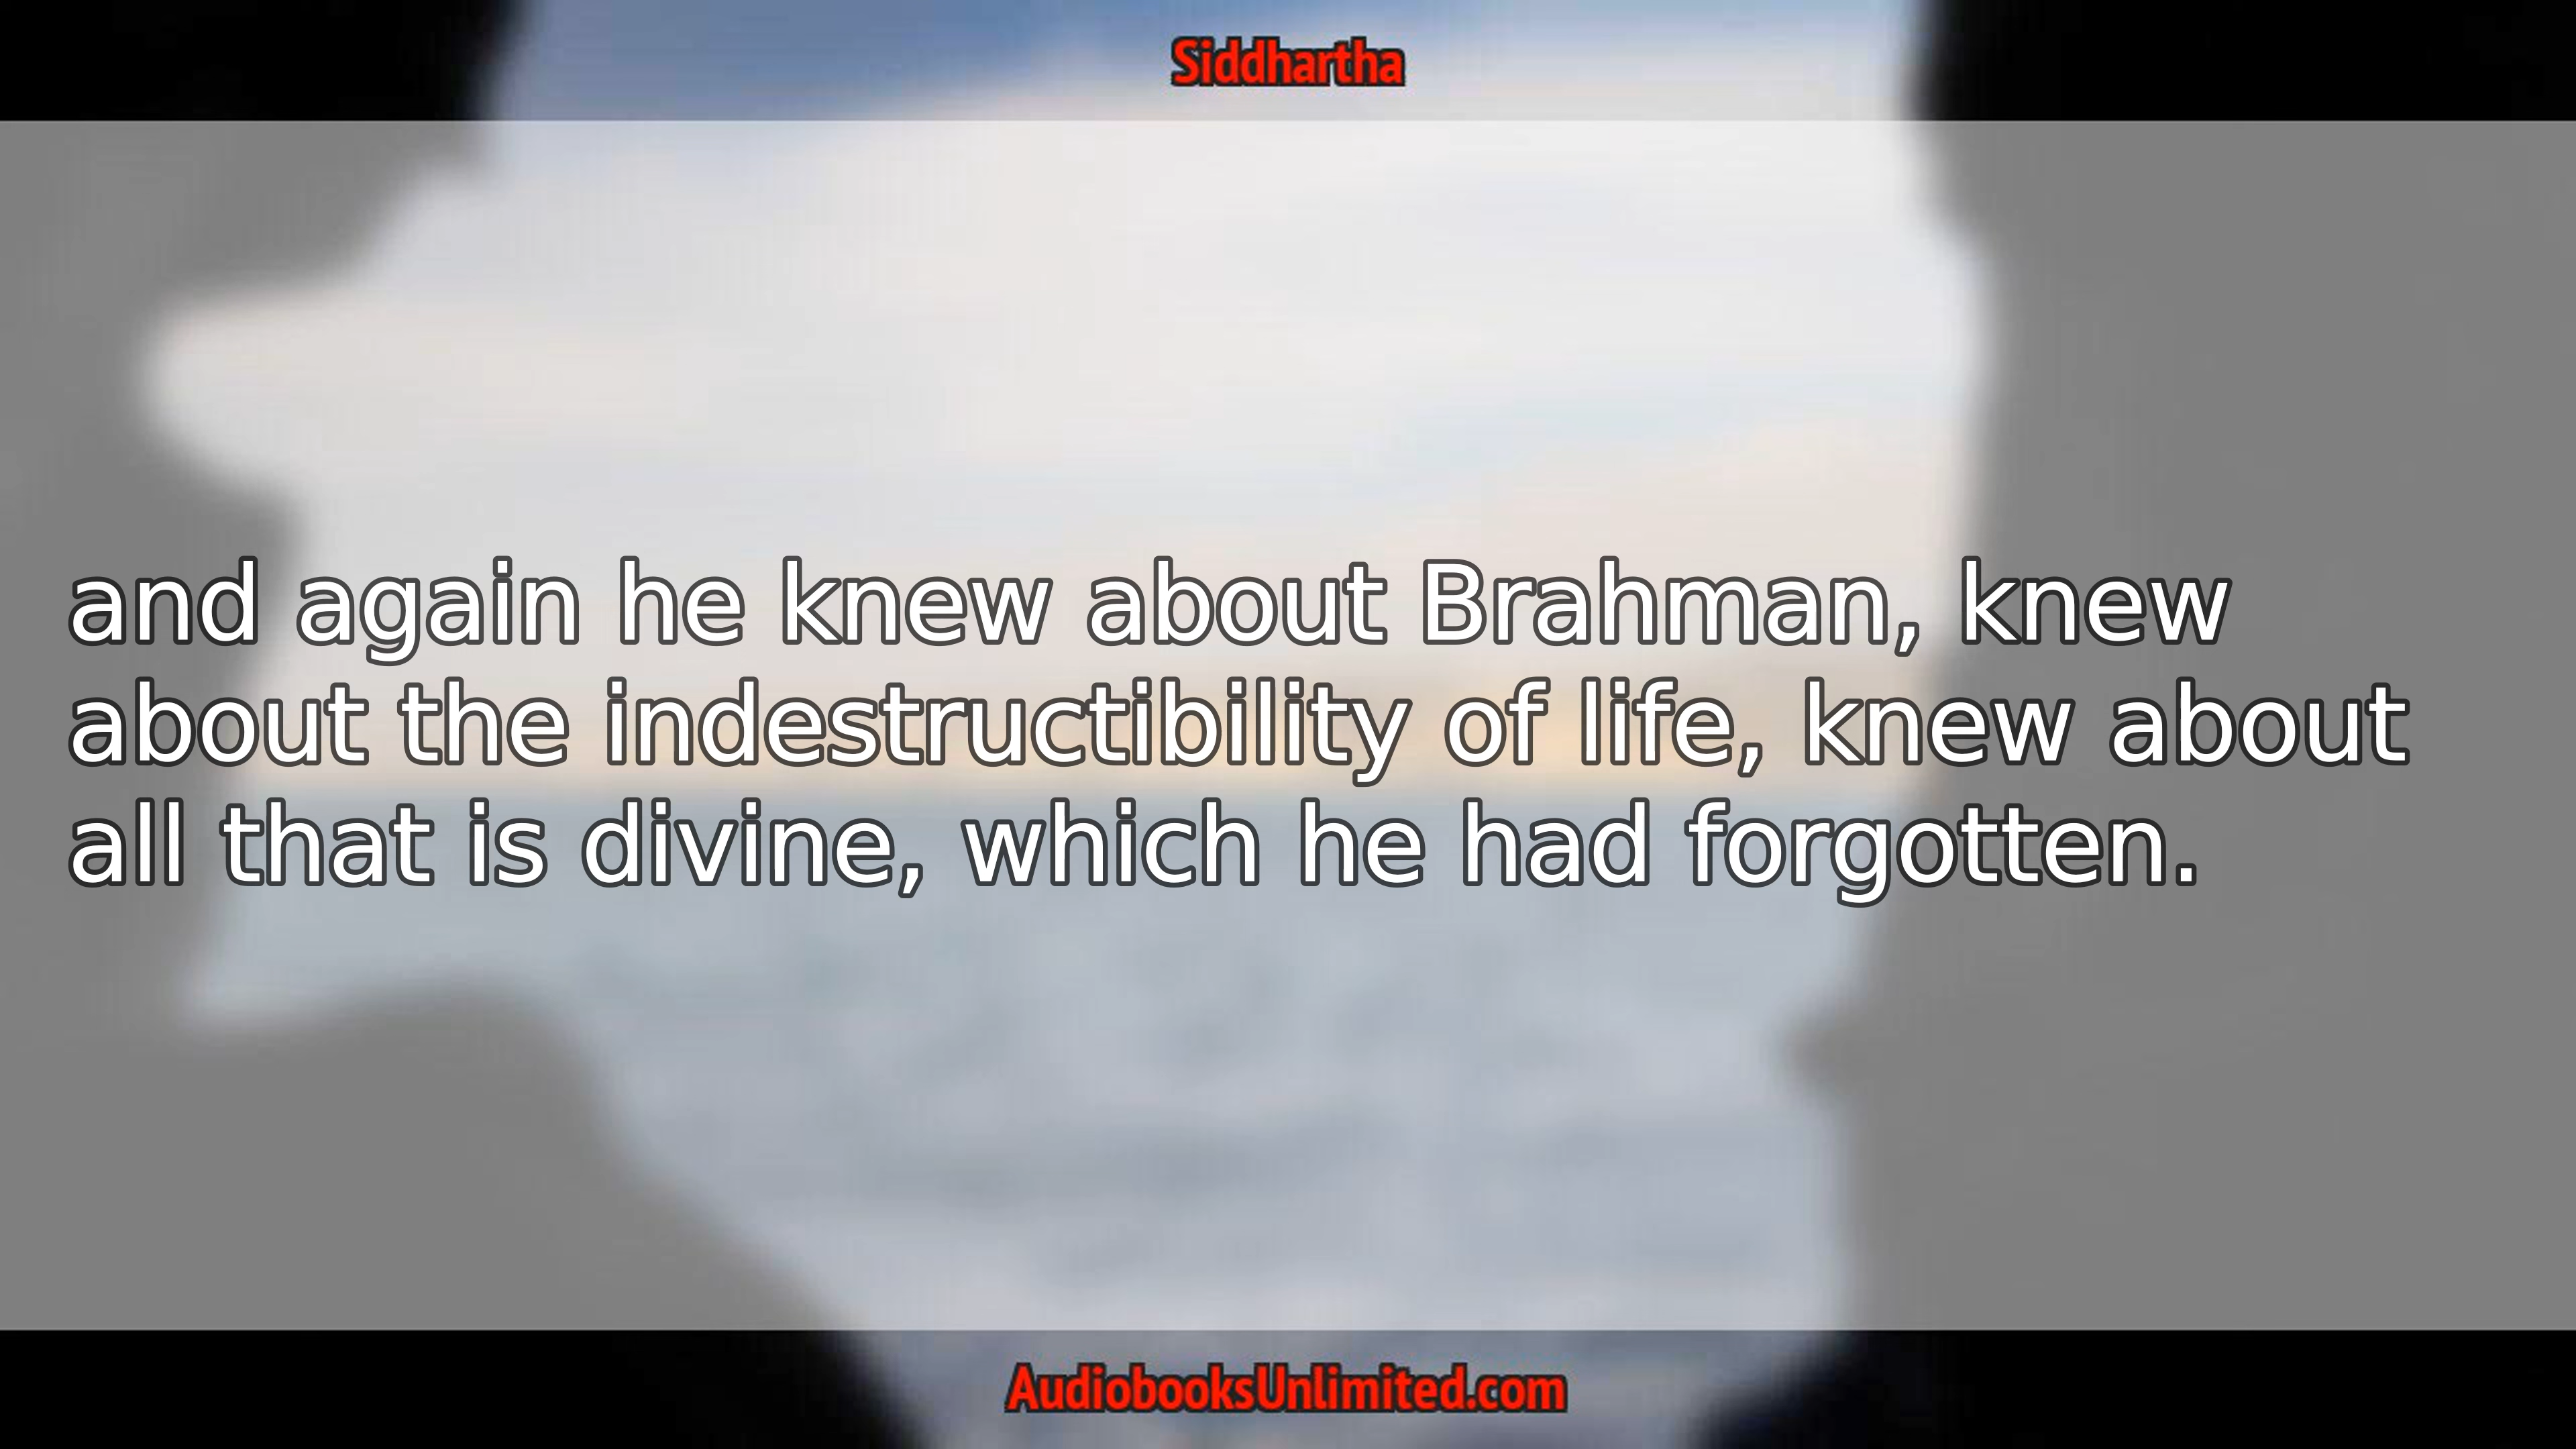 Siddhartha
and again he knew about Brahman, knew
about the indestructibility of life, knew about
all that is divine, which he had forgotten.
AudiobooksUnlimited.com